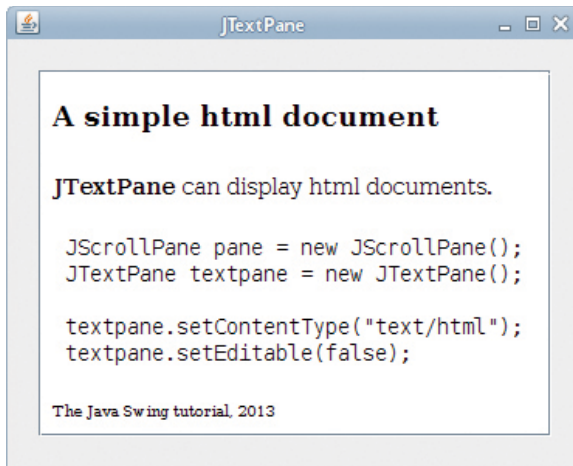 JTextPane
A simple html document
JTextPane can display html documents.
JScrollPane pane = new JScrollPane();
JTextPane textpane = new JTextPane();
textpane.setContentType("text/html");
textpane.setEditable(false);
The Java Swing tutorial, 2013